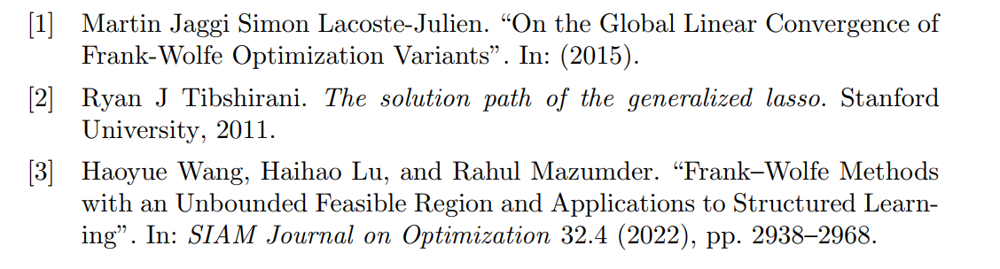 [1] Martin Jaggi Simon Lacoste-Julien. “On the Global Linear Convergence of
Frank-Wolfe Optimization Variants”. In: (2015).
[2] Ryan J Tibshirani. The solution path of the generalized lasso. Stanford
University, 2011.
[3] Haoyue Wang, Haihao Lu, and Rahul Mazumder. “Frank–Wolfe Methods
with an Unbounded Feasible Region and Applications to Structured Learn-
ing”. In: SIAM Journal on Optimization 32.4 (2022), pp. 2938–2968.